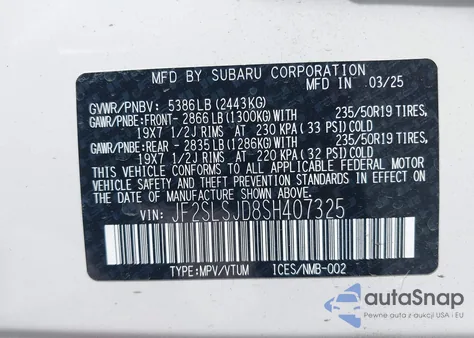 MFD BY SUBARU CORPORATION
GVWR/PNBV: 5386LB(2443KG) MFD IN 03/25
GAWR/PNBE:FRONT- 2866LB(1300KG)WITH 235/50R19 TIRES
19X7 1/2J RIMS AT 230 KPA (33 PSI)COLD
GAWR/PNBE:REAR - 2835LB(1286KG)WITH 235/50R19 TIRES
19X7 1/2J RIMS AT 220 KPA (32 PSI)COLD
THIS VEHICLE CONFORMS TO ALL APPLICABLE FEDERAL MOTOR
VEHICLE SAFETY AND THEFT PREVENTION STANDARDS IN EFFECT ON
THE DATE OF MANUFACTURE SHOWN ABOVE.
VIN: JF2SLSJD8SH407325
TYPE:MPV/VTUM ICES/NMB-002
autoSnap
Pewne auta z aukcji USA i EU